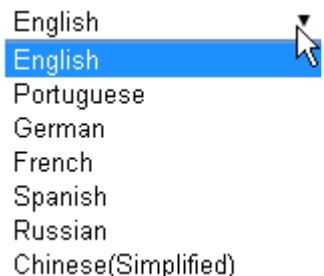 English
English
Portuguese
German
French
Spanish
Russian
Chinese(Simplified)